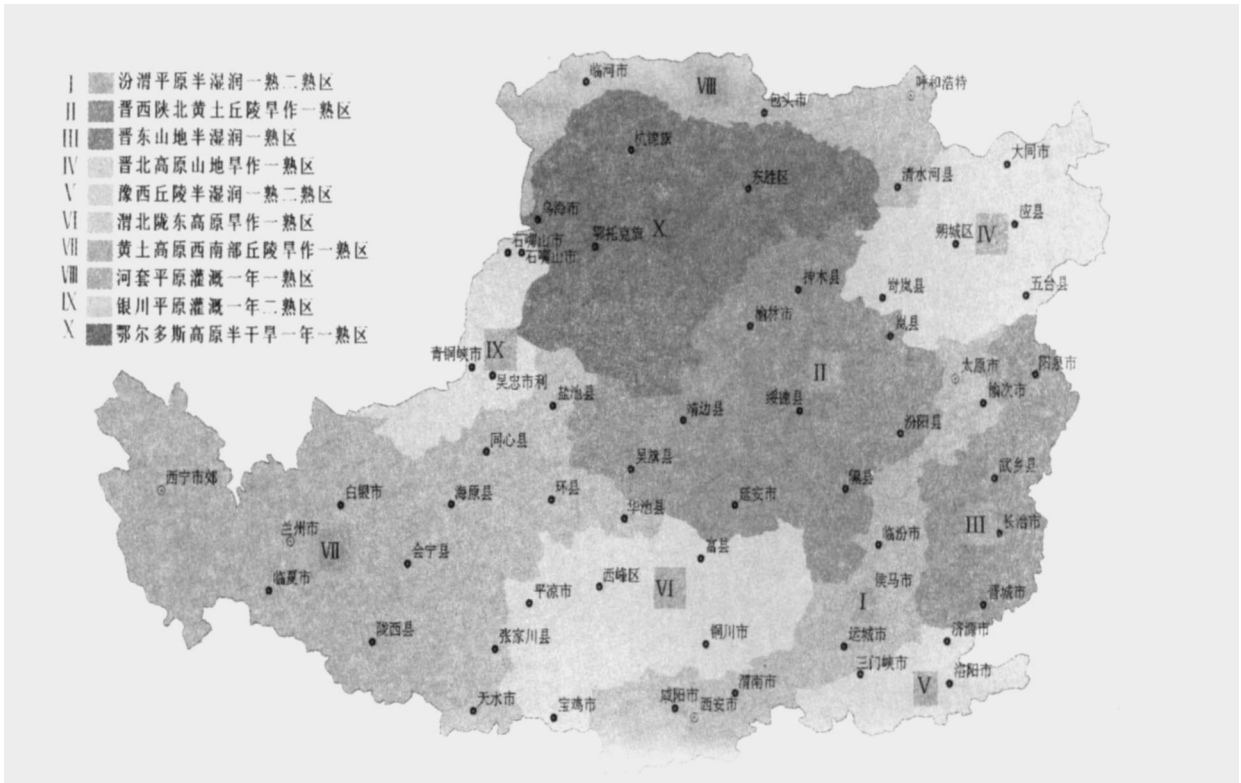 I 汾渭平原半湿润一熟二熟区
II 晋西陕北黄土丘陵旱作一熟区
III 晋东山地半湿润一熟区
IV 晋北高原山地旱作一熟区
V 豫西丘陵半湿润一熟二熟区
VI 渭北陇东高原旱作一熟区
VII 黄土高原西南部丘陵旱作一熟区
VIII 河套平原灌溉一年一熟区
IX 银川平原灌溉一年二熟区
X 鄂尔多斯高原半干旱一年一熟区
临河市
VIII
包头市
呼和浩特
杭锦旗
东胜区
清水河县
大同市
乌海市
鄂托克旗
X
朔城区
IV
应县
石嘴山市
石嘴山市
神木县
岢岚县
五台县
榆林市
岚县
青铜峡市
IX
吴忠市利
盐池县
II
太原市
阳泉市
榆次市
靖边县
绥德县
汾阳县
同心县
吴旗县
武乡县
西宁市郊
白银市
海原县
环县
华池县
延安市
隰县
III
长治市
兰州市
VII
会宁县
富县
临汾市
临夏市
平凉市
西峰区
VI
侯马市
I
晋城市
陇西县
张家川县
铜川市
运城市
济源市
三门峡市
洛阳市
V
天水市
宝鸡市
咸阳市
西安市
渭南市